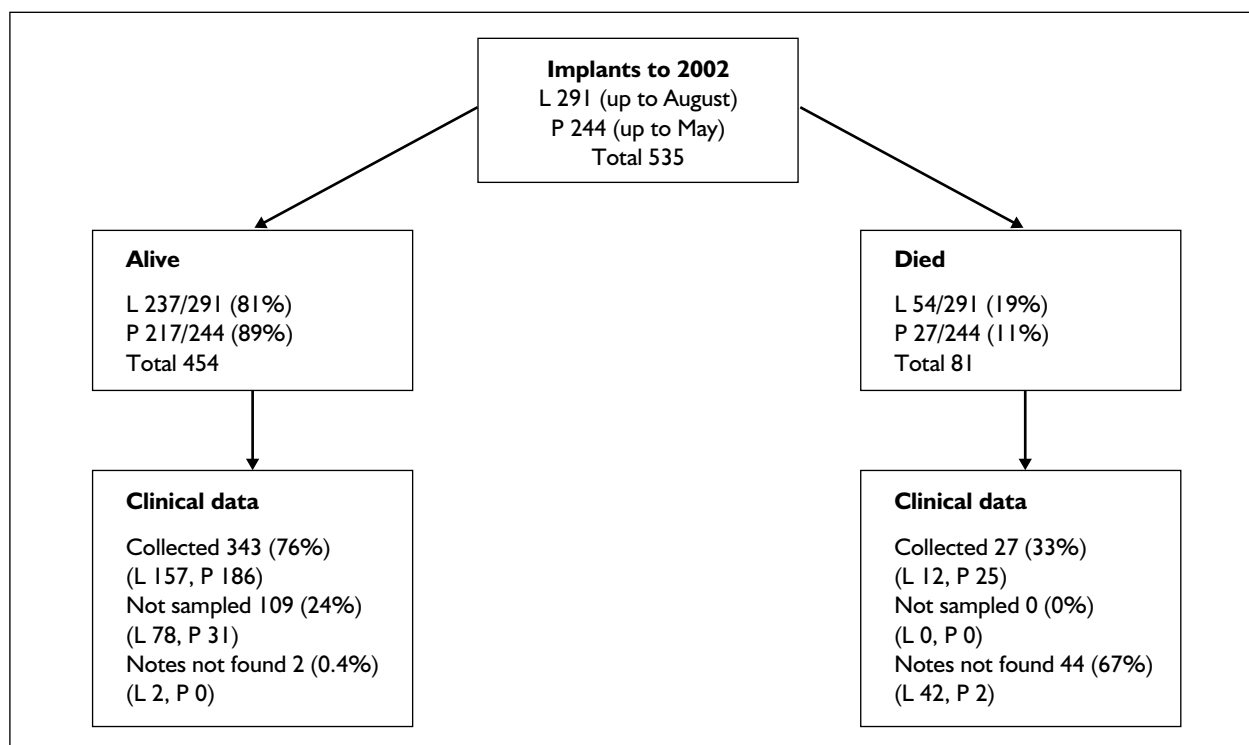 Implants to 2002
L 291 (up to August)
P 244 (up to May)
Total 535
Alive
L 237/291 (81%)
P 217/244 (89%)
Total 454
Died
L 54/291 (19%)
P 27/244 (11%)
Total 81
Clinical data
Collected 343 (76%)
(L 157, P 186)
Not sampled 109 (24%)
(L 78, P 31)
Notes not found 2 (0.4%)
(L 2, P 0)
Clinical data
Collected 27 (33%)
(L 12, P 25)
Not sampled 0 (0%)
(L 0, P 0)
Notes not found 44 (67%)
(L 42, P 2)